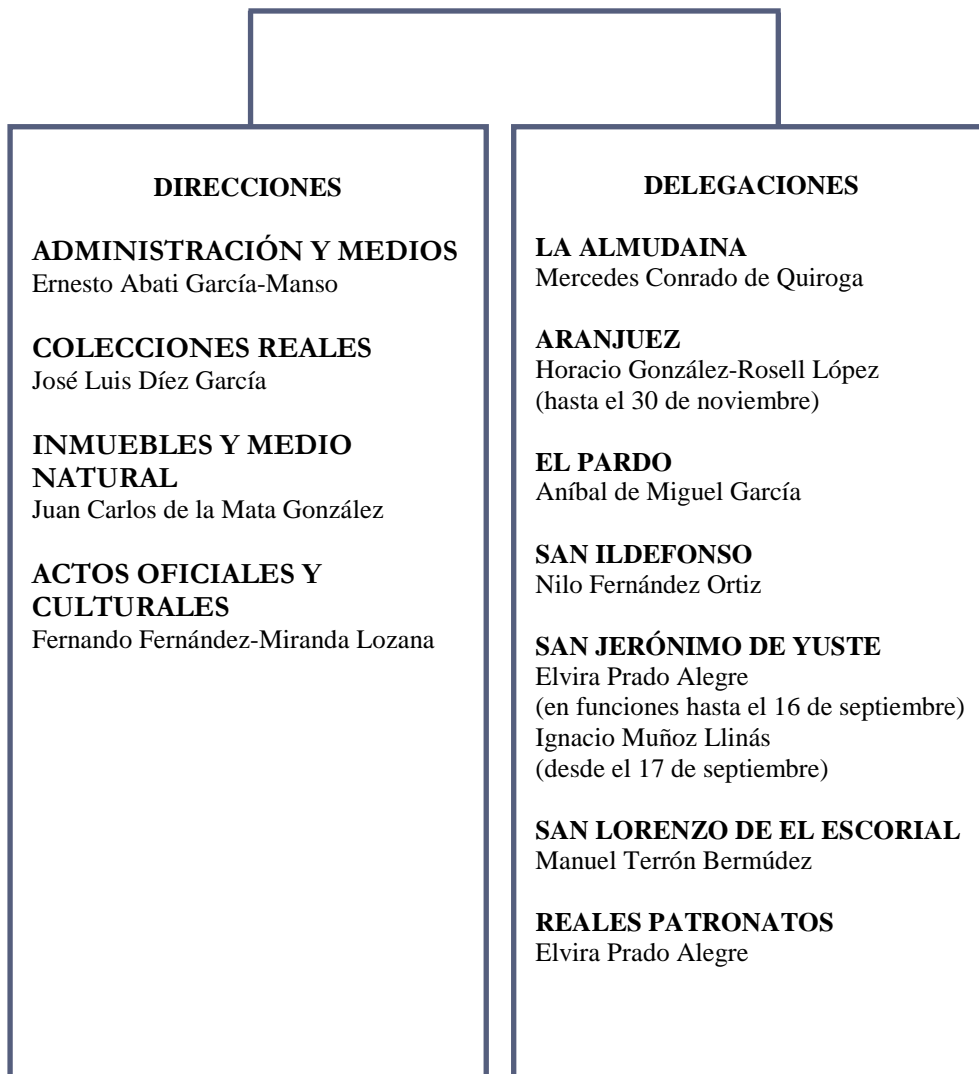 DIRECCIONES
ADMINISTRACIÓN Y MEDIOS
Ernesto Abati García-Manso
COLECCIONES REALES
José Luis Díez García
INMUEBLES Y MEDIO
NATURAL
Juan Carlos de la Mata González
ACTOS OFICIALES Y
CULTURALES
Fernando Fernández-Miranda Lozana
DELEGACIONES
LA ALMUDAINA
Mercedes Conrado de Quiroga
ARANJUEZ
Horacio González-Rosell López
(hasta el 30 de noviembre)
EL PARDO
Aníbal de Miguel García
SAN ILDEFONSO
Nilo Fernández Ortiz
SAN JERÓNIMO DE YUSTE
Elvira Prado Alegre
(en funciones hasta el 16 de septiembre)
Ignacio Muñoz Llinás
(desde el 17 de septiembre)
SAN LORENZO DE EL ESCORIAL
Manuel Terrón Bermúdez
REALES PATRONATOS
Elvira Prado Alegre